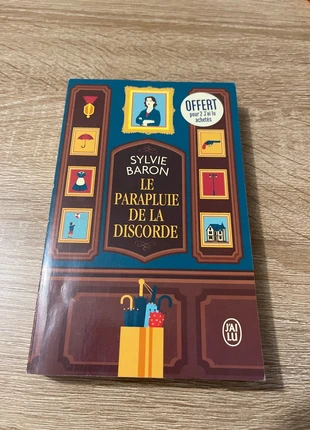 OFFERT
pour 2 J'ai lu
achetés
SYLVIE
BARON
LE
PARAPLUIE
DE LA
DISCORDE
J'AI
LU